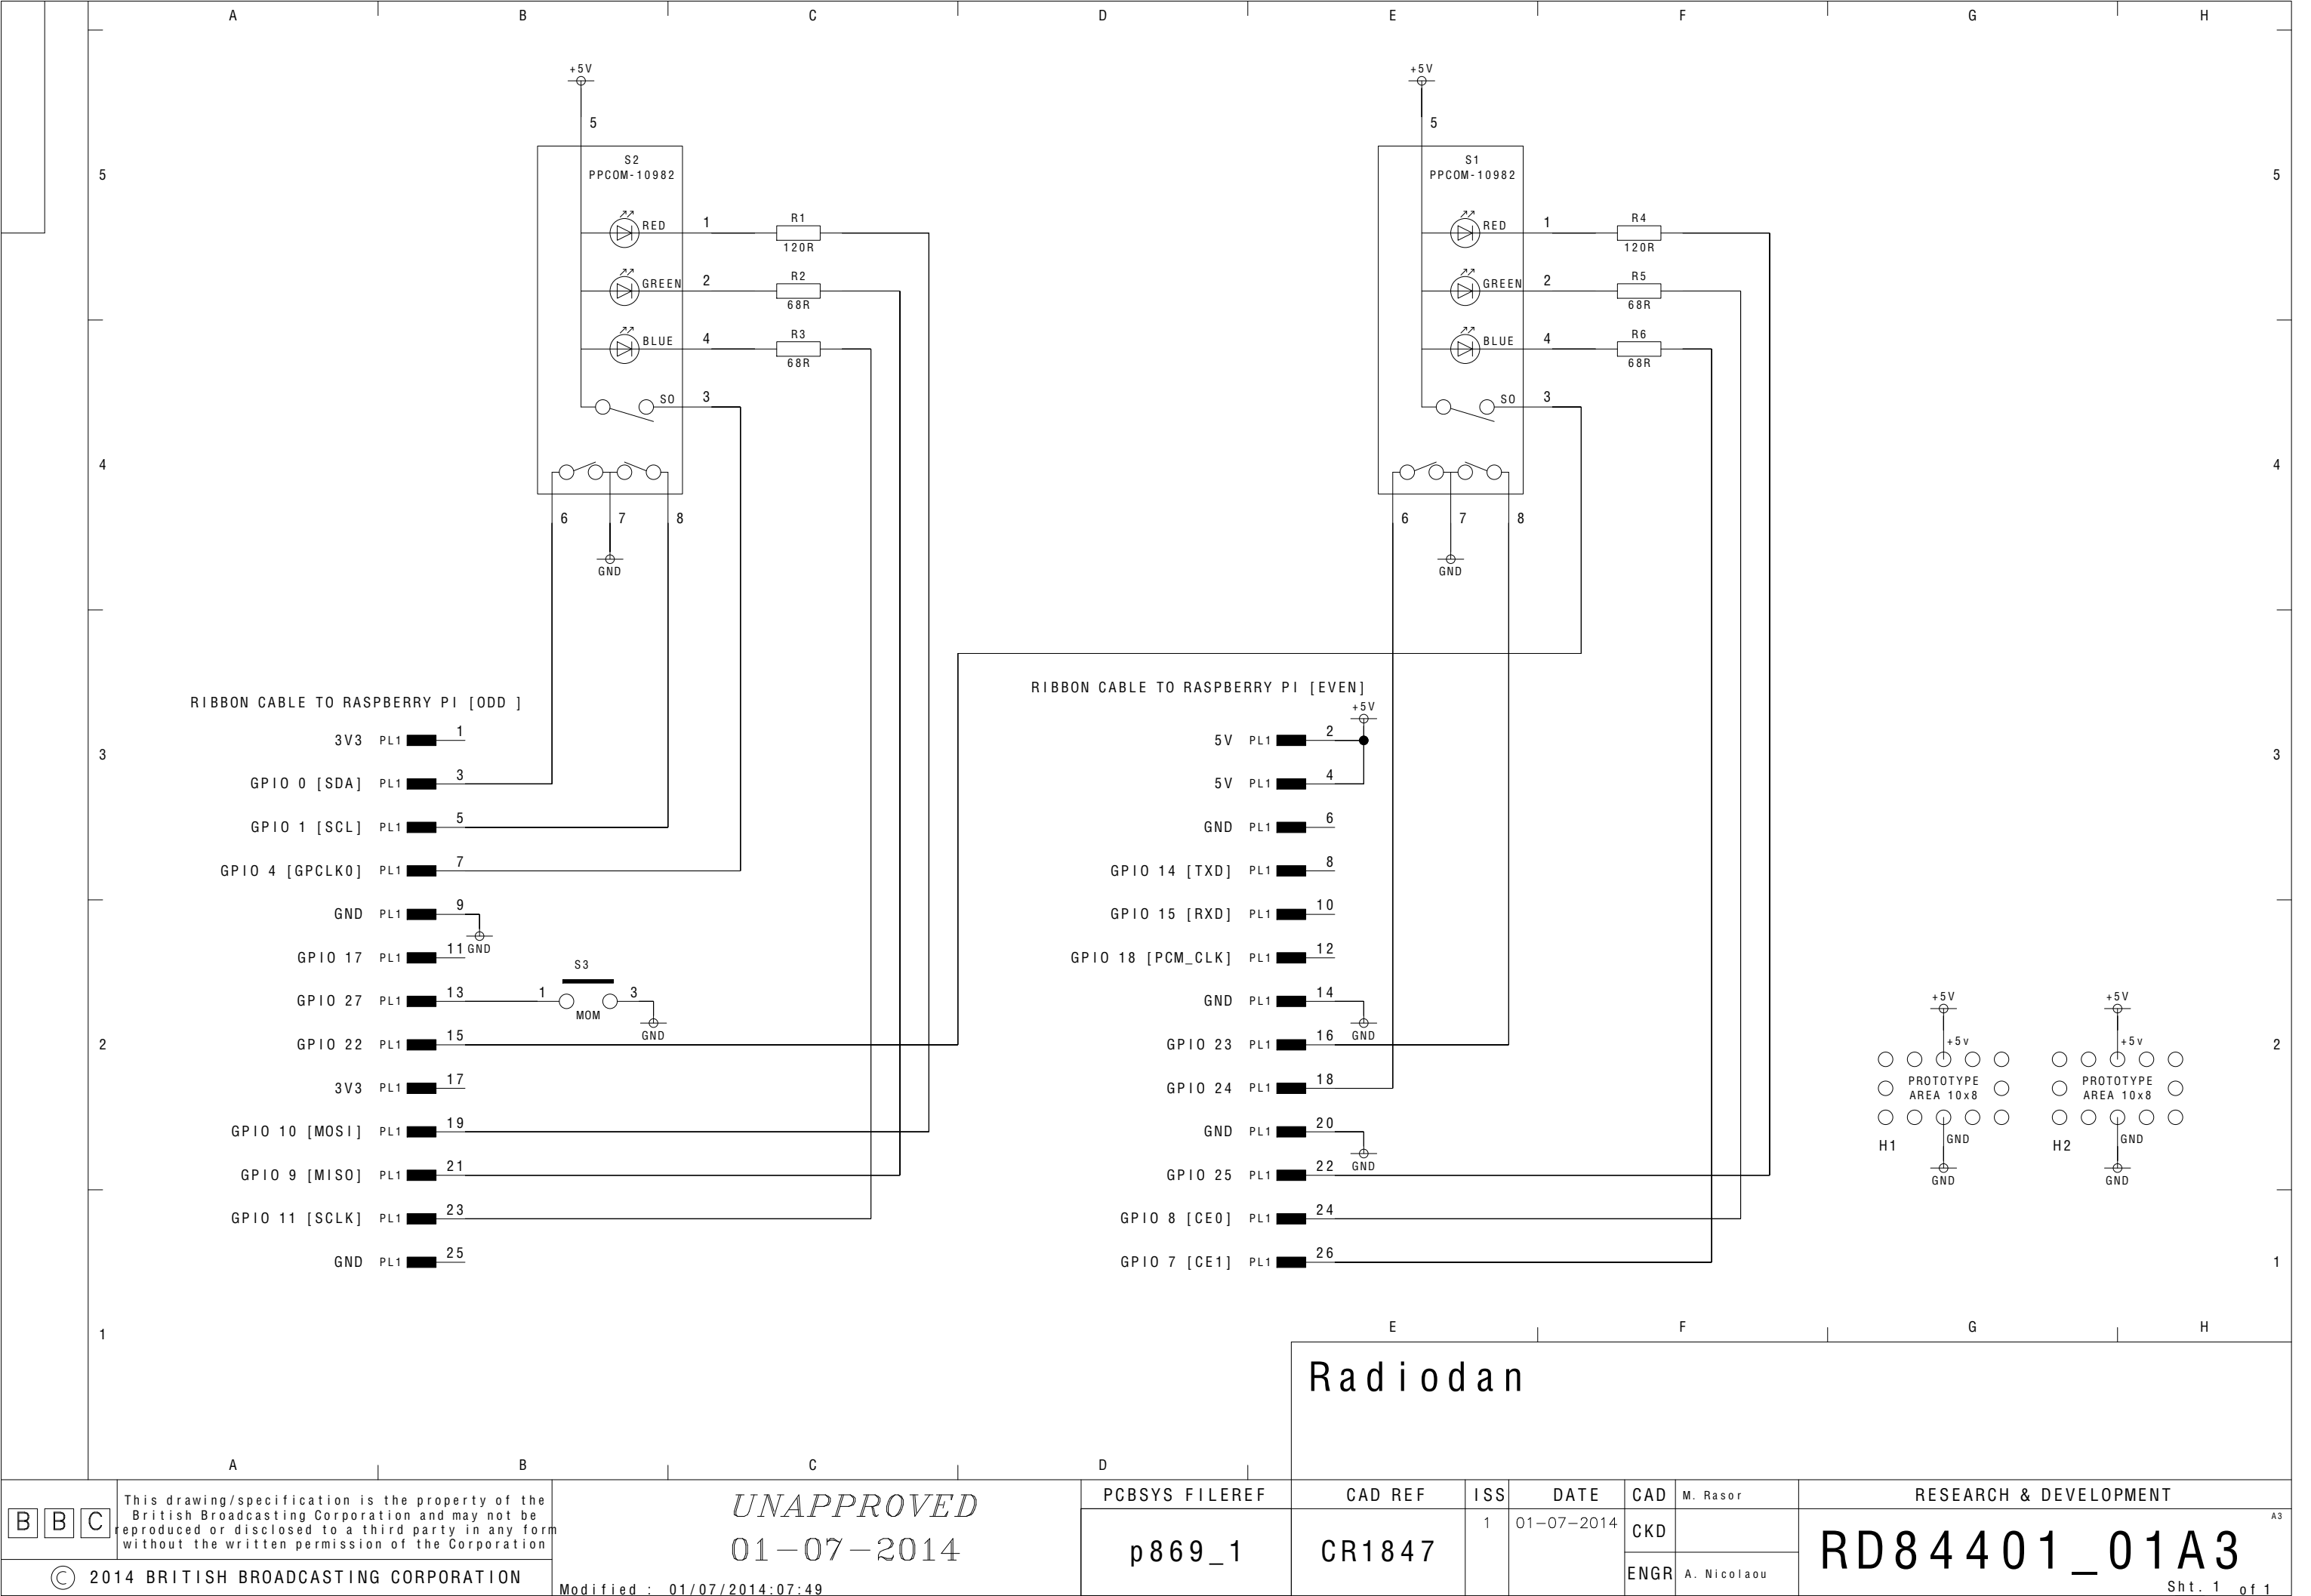 A B C D E F G H
+5V
5
S2
PPCOM-10982
RED 1 R1
120R
GREEN 2 R2
68R
BLUE 4 R3
68R
SO 3
6 7 8
GND
+5V
5
S1
PPCOM-10982
RED 1 R4
120R
GREEN 2 R5
68R
BLUE 4 R6
68R
SO 3
6 7 8
GND
5 5
4 4
3 3
2 2
1 1
RIBBON CABLE TO RASPBERRY PI [ODD ]
3V3 PL1 1
GPIO 0 [SDA] PL1 3
GPIO 1 [SCL] PL1 5
GPIO 4 [GPCLK0] PL1 7
GND PL1 9
GND
GPIO 17 PL1 11
S3
GPIO 27 PL1 13 1 3
MOM
GND
GPIO 22 PL1 15
3V3 PL1 17
GPIO 10 [MOSI] PL1 19
GPIO 9 [MISO] PL1 21
GPIO 11 [SCLK] PL1 23
GND PL1 25
RIBBON CABLE TO RASPBERRY PI [EVEN]
+5V
5V PL1 2
5V PL1 4
GND PL1 6
GPIO 14 [TXD] PL1 8
GPIO 15 [RXD] PL1 10
GPIO 18 [PCM_CLK] PL1 12
GND PL1 14
GND
GPIO 23 PL1 16
GPIO 24 PL1 18
GND PL1 20
GND
GPIO 25 PL1 22
GPIO 8 [CE0] PL1 24
GPIO 7 [CE1] PL1 26
+5V
+5v
PROTOTYPE
AREA 10x8
GND
H1
GND
+5V
+5v
PROTOTYPE
AREA 10x8
GND
H2
GND
E F G H
Radiodan
A B C D
BBC
This drawing/specification is the property of the
British Broadcasting Corporation and may not be
reproduced or disclosed to a third party in any form
without the written permission of the Corporation
© 2014 BRITISH BROADCASTING CORPORATION
UNAPPROVED
01-07-2014
Modified : 01/07/2014:07:49
PCBSYS FILEREF
p869_1
CAD REF
CR1847
ISS
1
DATE
01-07-2014
CAD M. Rasor
CKD
ENGR A. Nicolaou
RESEARCH & DEVELOPMENT
A3
RD84401_01A3
Sht. 1 of 1